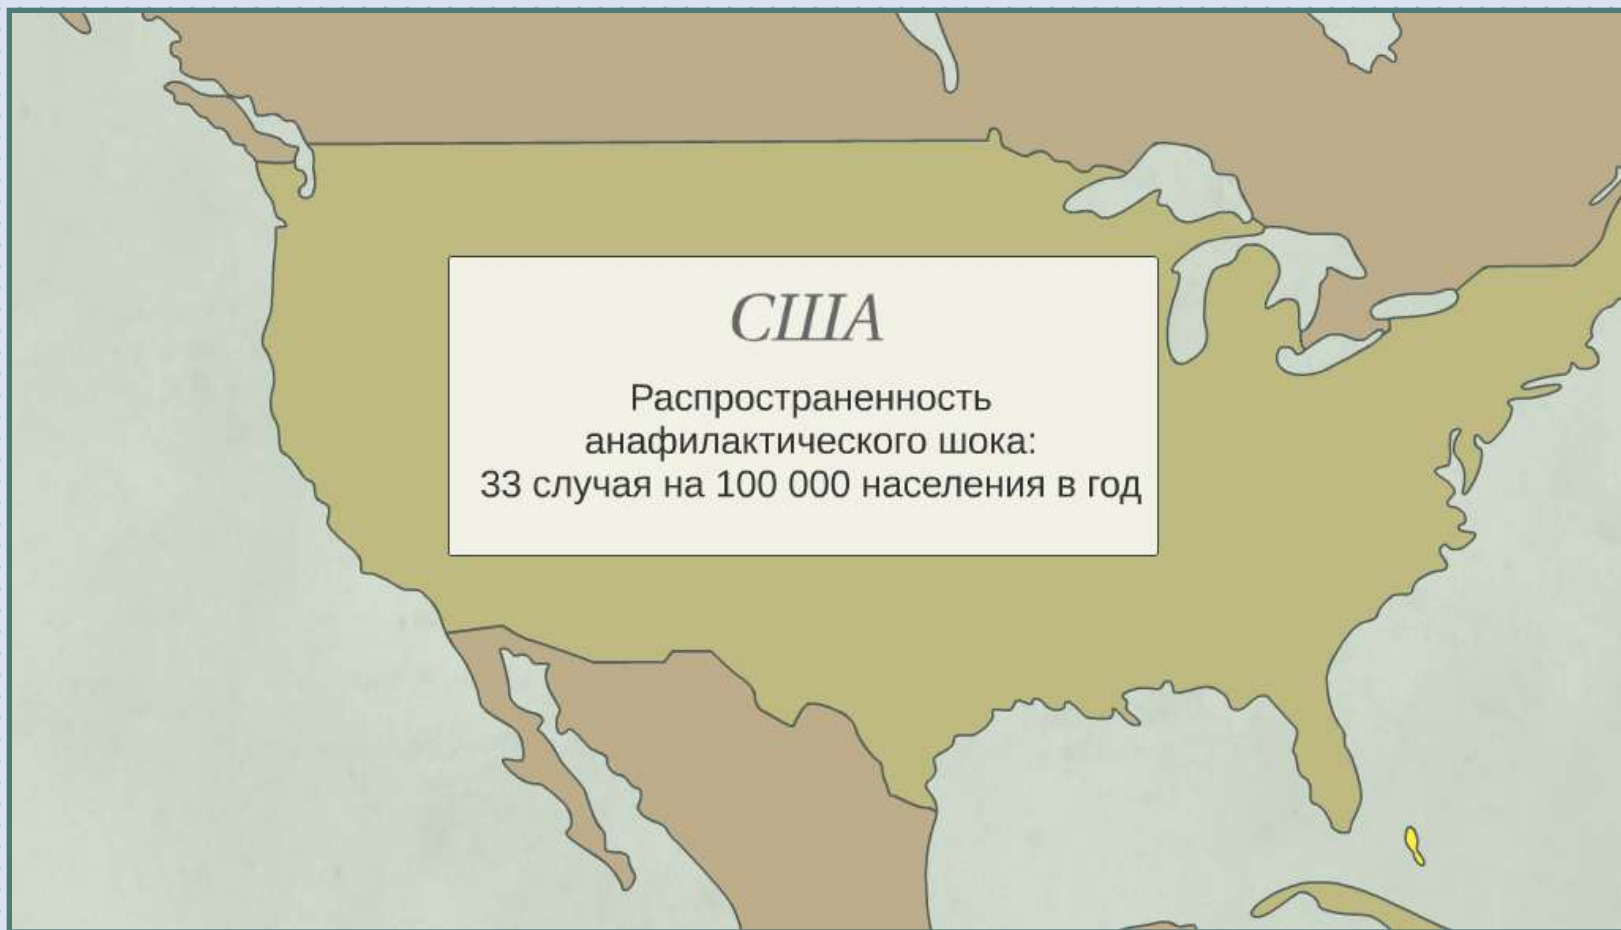 США
Распространенность
анафилактического шока:
33 случая на 100 000 населения в год